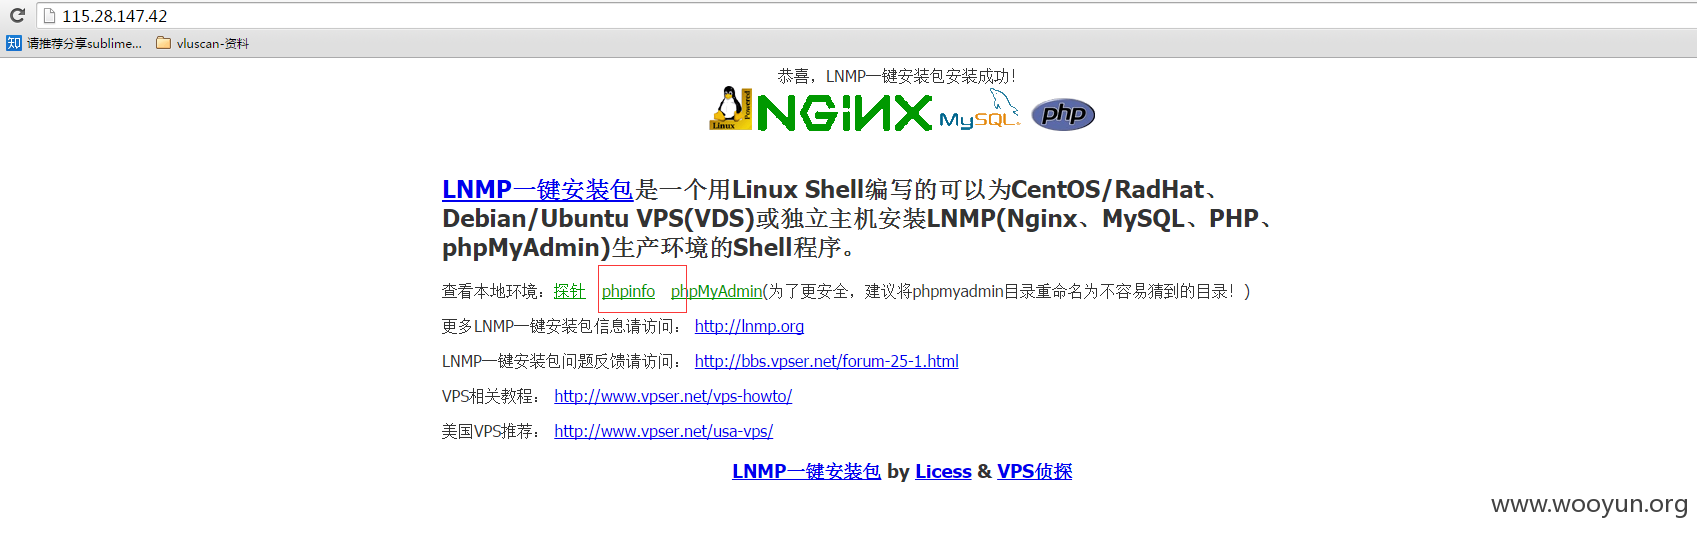 115.28.147.42
知 请推荐分享sublime... vluscan-资料
恭喜，LNMP一键安装包安装成功！
Linux Powered NGiNX MySQL php
LNMP一键安装包是一个用Linux Shell编写的可以为CentOS/RadHat、
Debian/Ubuntu VPS(VDS)或独立主机安装LNMP(Nginx、MySQL、PHP、
phpMyAdmin)生产环境的Shell程序。
查看本地环境：探针 phpinfo phpMyAdmin(为了更安全，建议将phpmyadmin目录重命名为不容易猜到的目录！)
更多LNMP一键安装包信息请访问： http://lnmp.org
LNMP一键安装包问题反馈请访问： http://bbs.vpser.net/forum-25-1.html
VPS相关教程： http://www.vpser.net/vps-howto/
美国VPS推荐： http://www.vpser.net/usa-vps/
LNMP一键安装包 by Licess & VPS侦探
www.wooyun.org